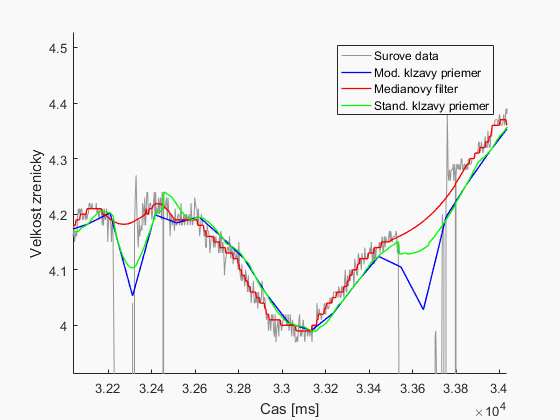 4.5
4.4
4.3
4.2
4.1
4
Velkost zrenicky
Surove data
Mod. klzavy priemer
Medianovy filter
Stand. klzavy priemer
3.22 3.24 3.26 3.28 3.3 3.32 3.34 3.36 3.38 3.4
Cas [ms]
×10⁴